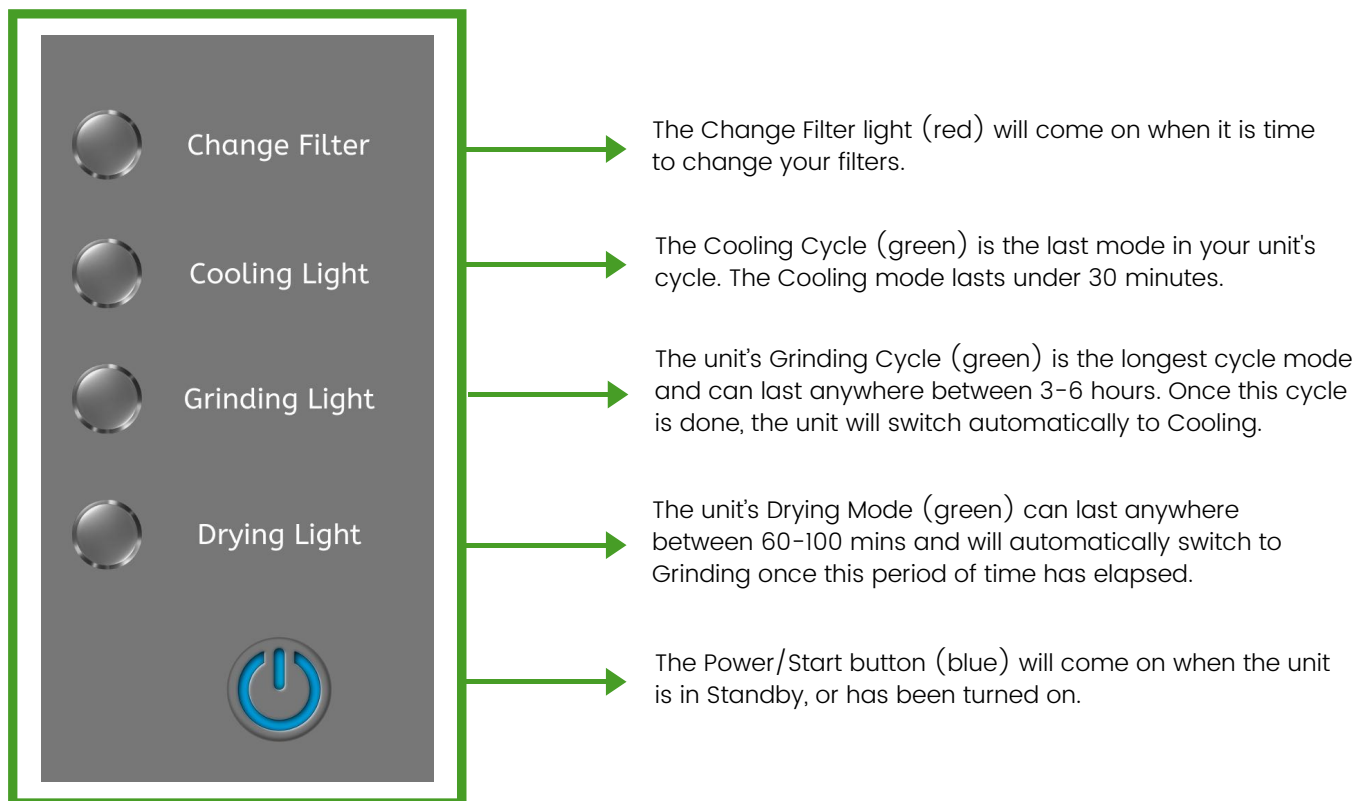 Change Filter
The Change Filter light (red) will come on when it is time
to change your filters.
Cooling Light
The Cooling Cycle (green) is the last mode in your unit's
cycle. The Cooling mode lasts under 30 minutes.
Grinding Light
The unit’s Grinding Cycle (green) is the longest cycle mode
and can last anywhere between 3-6 hours. Once this cycle
is done, the unit will switch automatically to Cooling.
Drying Light
The unit’s Drying Mode (green) can last anywhere
between 60-100 mins and will automatically switch to
Grinding once this period of time has elapsed.
The Power/Start button (blue) will come on when the unit
is in Standby, or has been turned on.